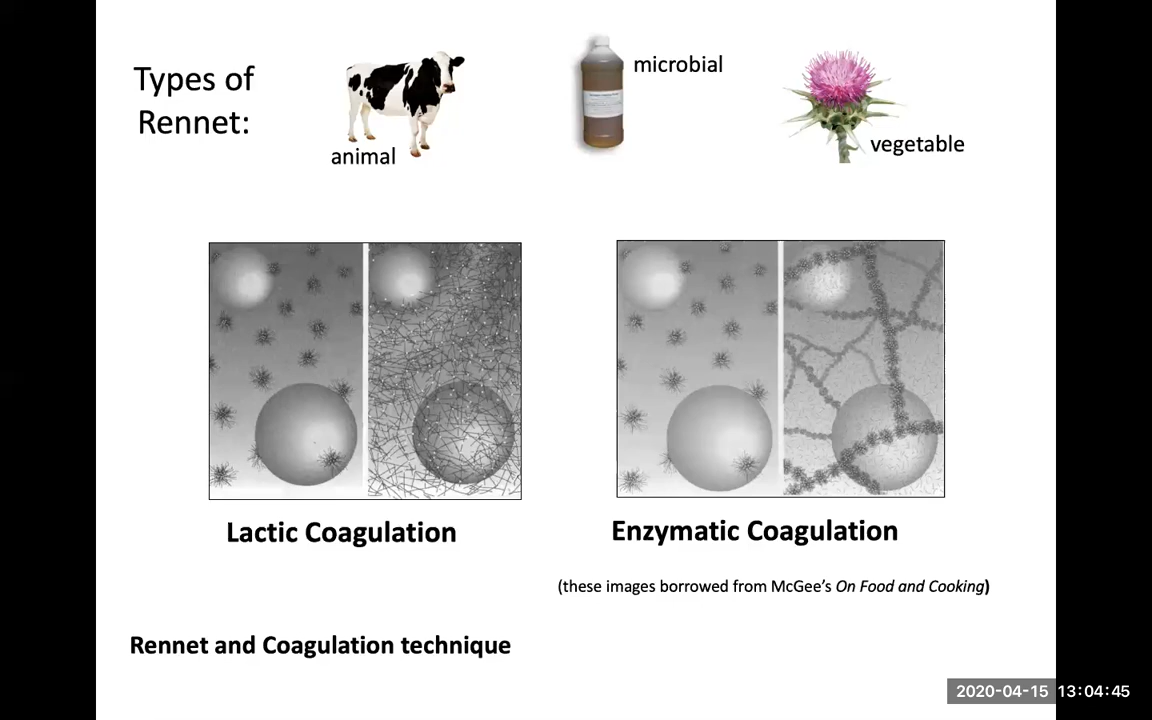 Types of
Rennet:
animal
microbial
vegetable
Lactic Coagulation
Enzymatic Coagulation
(these images borrowed from McGee’s On Food and Cooking)
Rennet and Coagulation technique
2020-04-15 13:04:45